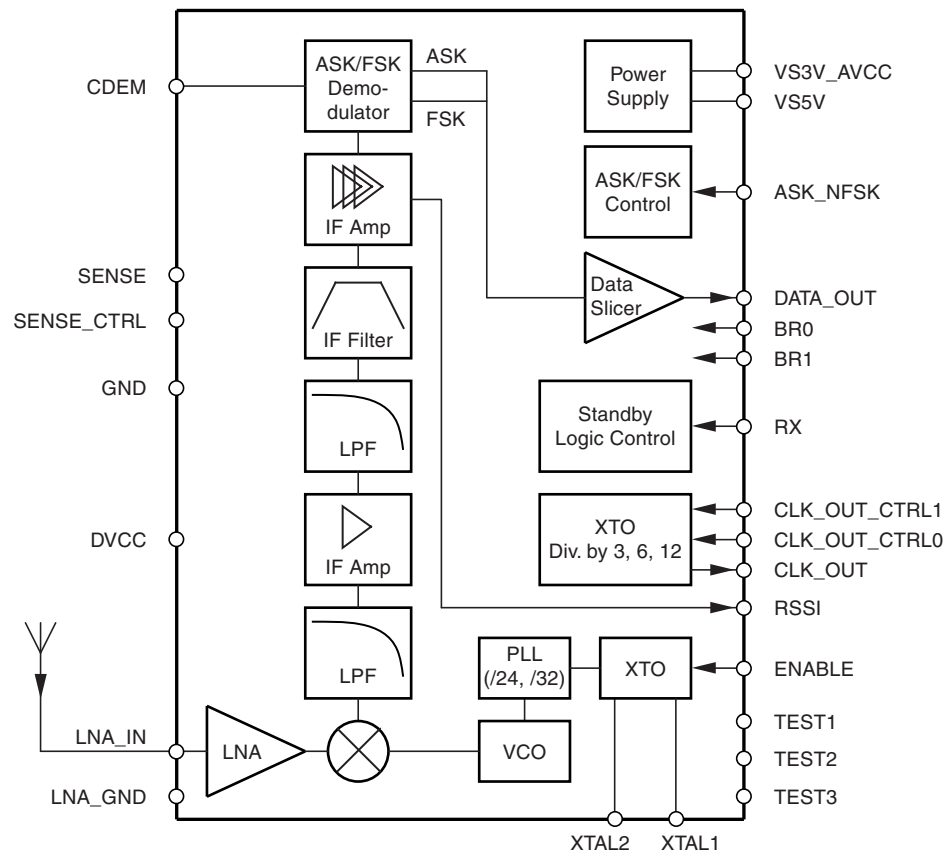 CDEM
SENSE
SENSE_CTRL
GND
DVCC
LNA_IN
LNA_GND
ASK/FSK
Demo-
dulator
ASK
FSK
IF Amp
IF Filter
LPF
IF Amp
LPF
LNA
PLL
(/24, /32)
VCO
XTO
Power
Supply
ASK/FSK
Control
Data
Slicer
Standby
Logic Control
XTO
Div. by 3, 6, 12
VS3V_AVCC
VS5V
ASK_NFSK
DATA_OUT
BR0
BR1
RX
CLK_OUT_CTRL1
CLK_OUT_CTRL0
CLK_OUT
RSSI
ENABLE
TEST1
TEST2
TEST3
XTAL2
XTAL1